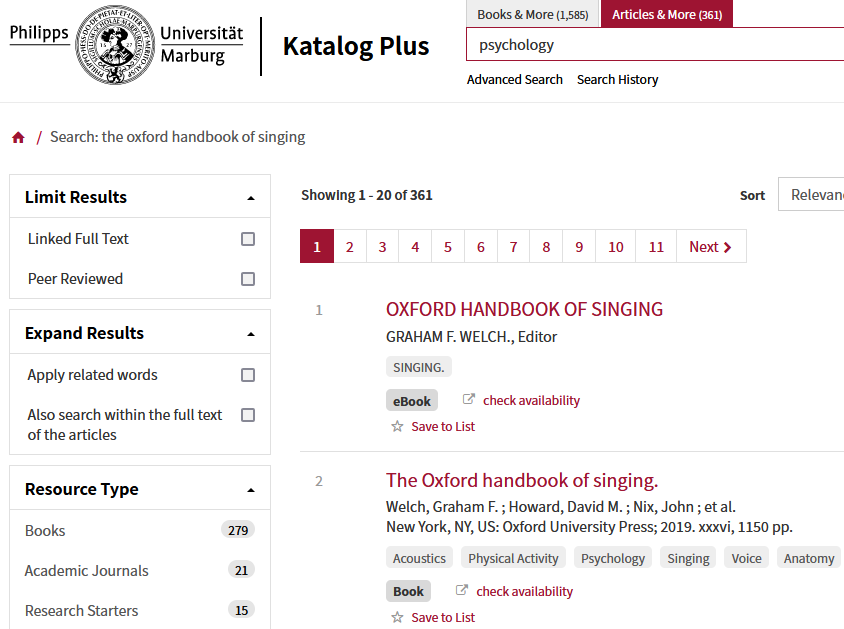 Philipps
Universität
Marburg
Katalog Plus
Books & More (1,585)
Articles & More (361)
psychology
Advanced Search Search History
/ Search: the oxford handbook of singing
Limit Results
Linked Full Text
Peer Reviewed
Expand Results
Apply related words
Also search within the full text
of the articles
Resource Type
Books 279
Academic Journals 21
Research Starters 15
Showing 1 - 20 of 361
Sort
1 2 3 4 5 6 7 8 9 10 11 Next
1
OXFORD HANDBOOK OF SINGING
GRAHAM F. WELCH., Editor
SINGING.
eBook check availability
Save to List
2
The Oxford handbook of singing.
Welch, Graham F. ; Howard, David M. ; Nix, John ; et al.
New York, NY, US: Oxford University Press; 2019. xxxvi, 1150 pp.
Acoustics Physical Activity Psychology Singing Voice Anatomy
Book check availability
Save to List